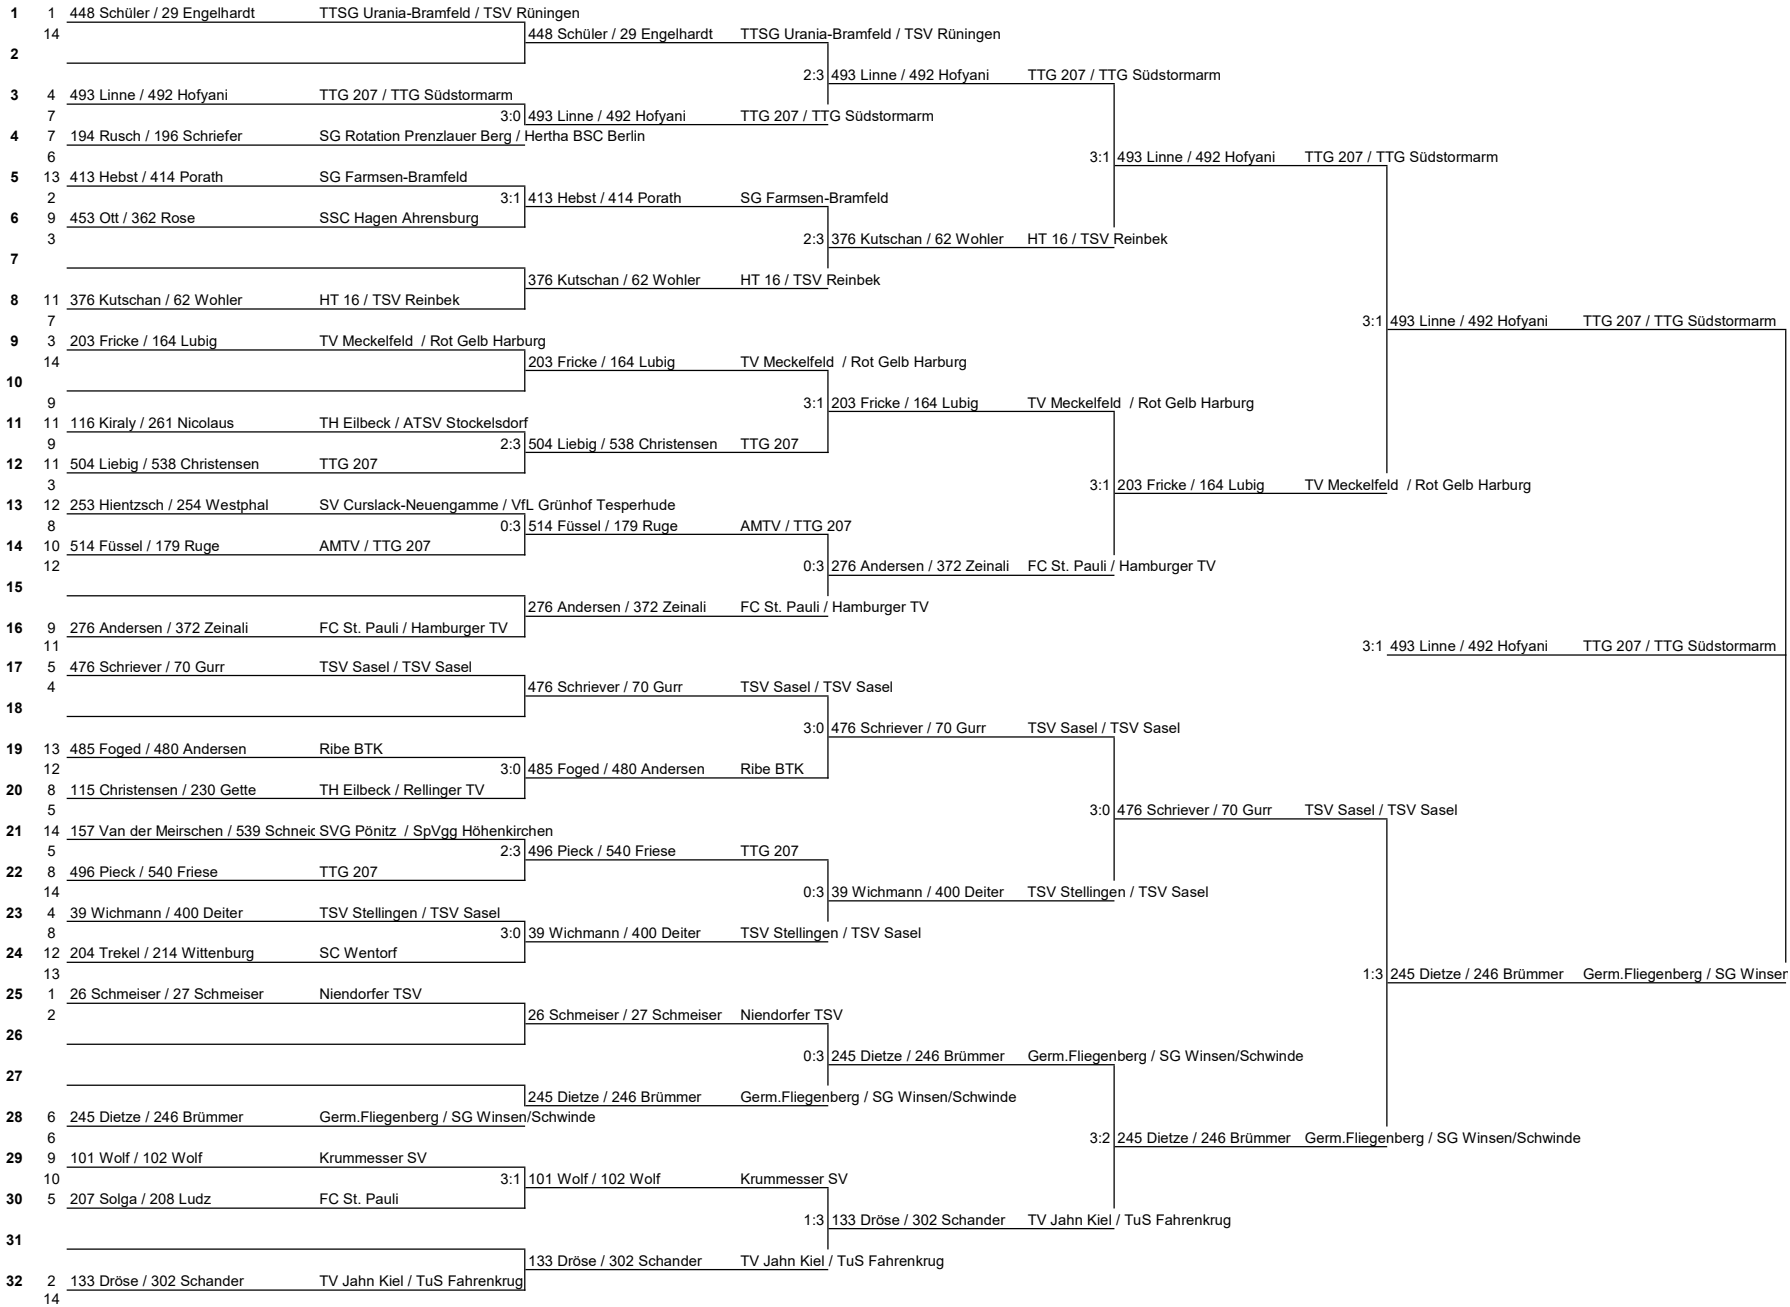 1 1 448 Schüler / 29 Engelhardt TTSG Urania-Bramfeld / TSV Rüningen
14 448 Schüler / 29 Engelhardt TTSG Urania-Bramfeld / TSV Rüningen
2
2:3 493 Linne / 492 Hofyani TTG 207 / TTG Südstormarm
3 4 493 Linne / 492 Hofyani TTG 207 / TTG Südstormarm
7 3:0 493 Linne / 492 Hofyani TTG 207 / TTG Südstormarm
4 7 194 Rusch / 196 Schriefer SG Rotation Prenzlauer Berg / Hertha BSC Berlin
6 3:1 493 Linne / 492 Hofyani TTG 207 / TTG Südstormarm
5 13 413 Hebst / 414 Porath SG Farmsen-Bramfeld
2 3:1 413 Hebst / 414 Porath SG Farmsen-Bramfeld
6 9 453 Ott / 362 Rose SSC Hagen Ahrensburg
3 2:3 376 Kutschan / 62 Wohler HT 16 / TSV Reinbek
7
376 Kutschan / 62 Wohler HT 16 / TSV Reinbek
8 11 376 Kutschan / 62 Wohler HT 16 / TSV Reinbek
7 3:1 493 Linne / 492 Hofyani TTG 207 / TTG Südstormarm
9 3 203 Fricke / 164 Lubig TV Meckelfeld / Rot Gelb Harburg
14 203 Fricke / 164 Lubig TV Meckelfeld / Rot Gelb Harburg
10
9 3:1 203 Fricke / 164 Lubig TV Meckelfeld / Rot Gelb Harburg
11 11 116 Kiraly / 261 Nicolaus TH Eilbeck / ATSV Stockelsdorf
9 2:3 504 Liebig / 538 Christensen TTG 207
12 11 504 Liebig / 538 Christensen TTG 207
3 3:1 203 Fricke / 164 Lubig TV Meckelfeld / Rot Gelb Harburg
13 12 253 Hientzsch / 254 Westphal SV Curslack-Neuengamme / VfL Grünhof Tesperhude
8 0:3 514 Füssel / 179 Ruge AMTV / TTG 207
14 10 514 Füssel / 179 Ruge AMTV / TTG 207
12 0:3 276 Andersen / 372 Zeinali FC St. Pauli / Hamburger TV
15
276 Andersen / 372 Zeinali FC St. Pauli / Hamburger TV
16 9 276 Andersen / 372 Zeinali FC St. Pauli / Hamburger TV
11 3:1 493 Linne / 492 Hofyani TTG 207 / TTG Südstormarm
17 5 476 Schriever / 70 Gurr TSV Sasel / TSV Sasel
4 476 Schriever / 70 Gurr TSV Sasel / TSV Sasel
18
3:0 476 Schriever / 70 Gurr TSV Sasel / TSV Sasel
19 13 485 Foged / 480 Andersen Ribe BTK
12 3:0 485 Foged / 480 Andersen Ribe BTK
20 8 115 Christensen / 230 Gette TH Eilbeck / Rellinger TV
5 3:0 476 Schriever / 70 Gurr TSV Sasel / TSV Sasel
21 14 157 Van der Meirschen / 539 Schneic SVG Pönitz / SpVgg Höhenkirchen
5 2:3 496 Pieck / 540 Friese TTG 207
22 8 496 Pieck / 540 Friese TTG 207
14 0:3 39 Wichmann / 400 Deiter TSV Stellingen / TSV Sasel
23 4 39 Wichmann / 400 Deiter TSV Stellingen / TSV Sasel
8 3:0 39 Wichmann / 400 Deiter TSV Stellingen / TSV Sasel
24 12 204 Trekel / 214 Wittenburg SC Wentorf
13 1:3 245 Dietze / 246 Brümmer Germ.Fliegenberg / SG Winsen
25 1 26 Schmeiser / 27 Schmeiser Niendorfer TSV
2 26 Schmeiser / 27 Schmeiser Niendorfer TSV
26
0:3 245 Dietze / 246 Brümmer Germ.Fliegenberg / SG Winsen/Schwinde
27
245 Dietze / 246 Brümmer Germ.Fliegenberg / SG Winsen/Schwinde
28 6 245 Dietze / 246 Brümmer Germ.Fliegenberg / SG Winsen/Schwinde
6 3:2 245 Dietze / 246 Brümmer Germ.Fliegenberg / SG Winsen/Schwinde
29 9 101 Wolf / 102 Wolf Krummesser SV
10 3:1 101 Wolf / 102 Wolf Krummesser SV
30 5 207 Solga / 208 Ludz FC St. Pauli
1:3 133 Dröse / 302 Schander TV Jahn Kiel / TuS Fahrenkrug
31
133 Dröse / 302 Schander TV Jahn Kiel / TuS Fahrenkrug
32 2 133 Dröse / 302 Schander TV Jahn Kiel / TuS Fahrenkrug
14